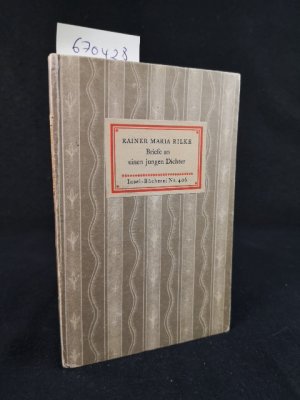 670428
RAINER MARIA RILKE
Briefe an
einen jungen Dichter
Insel-Bücherei Nr. 406